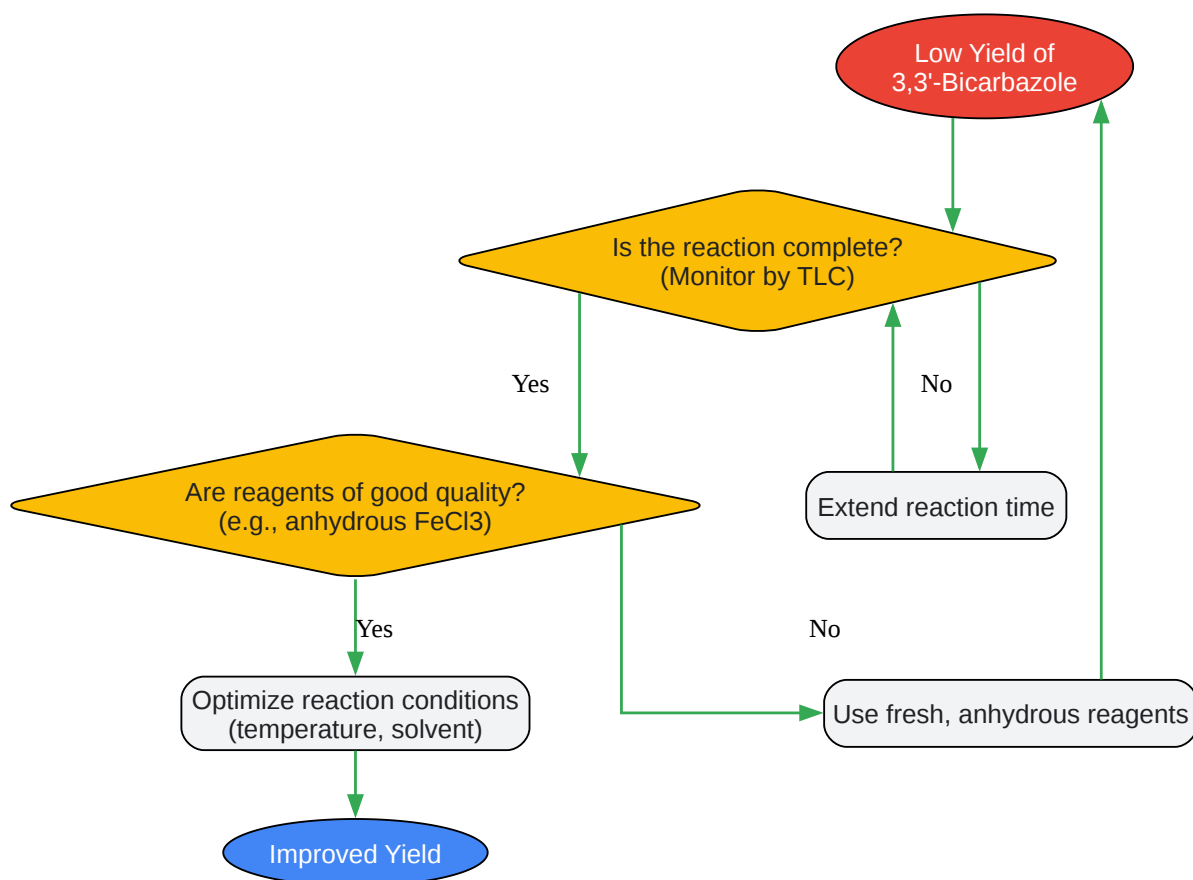 Low Yield of
3,3'-Bicarbazole
Is the reaction complete?
(Monitor by TLC)
Yes
No
Are reagents of good quality?
(e.g., anhydrous FeCl3)
Extend reaction time
Yes
No
Optimize reaction conditions
(temperature, solvent)
Use fresh, anhydrous reagents
Improved Yield